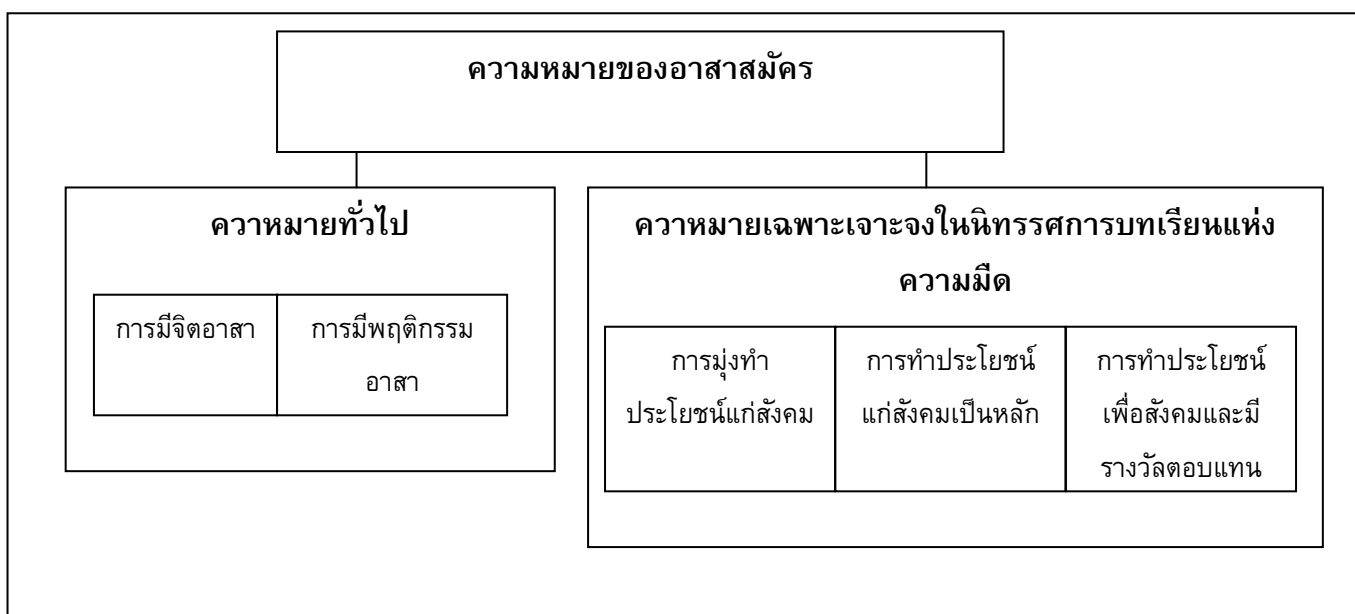 ความหมายของอาสาสมัคร
ควาหมายทั่วไป
การมีจิตอาสา
การมีพฤติกรรม
อาสา
ควาหมายเฉพาะเจาะจงในนิทรรศการบทเรียนแห่ง
ความมืด
การมุ่งทำ
ประโยชน์แก่สังคม
การทำประโยชน์
แก่สังคมเป็นหลัก
การทำประโยชน์
เพื่อสังคมและมี
รางวัลตอบแทน